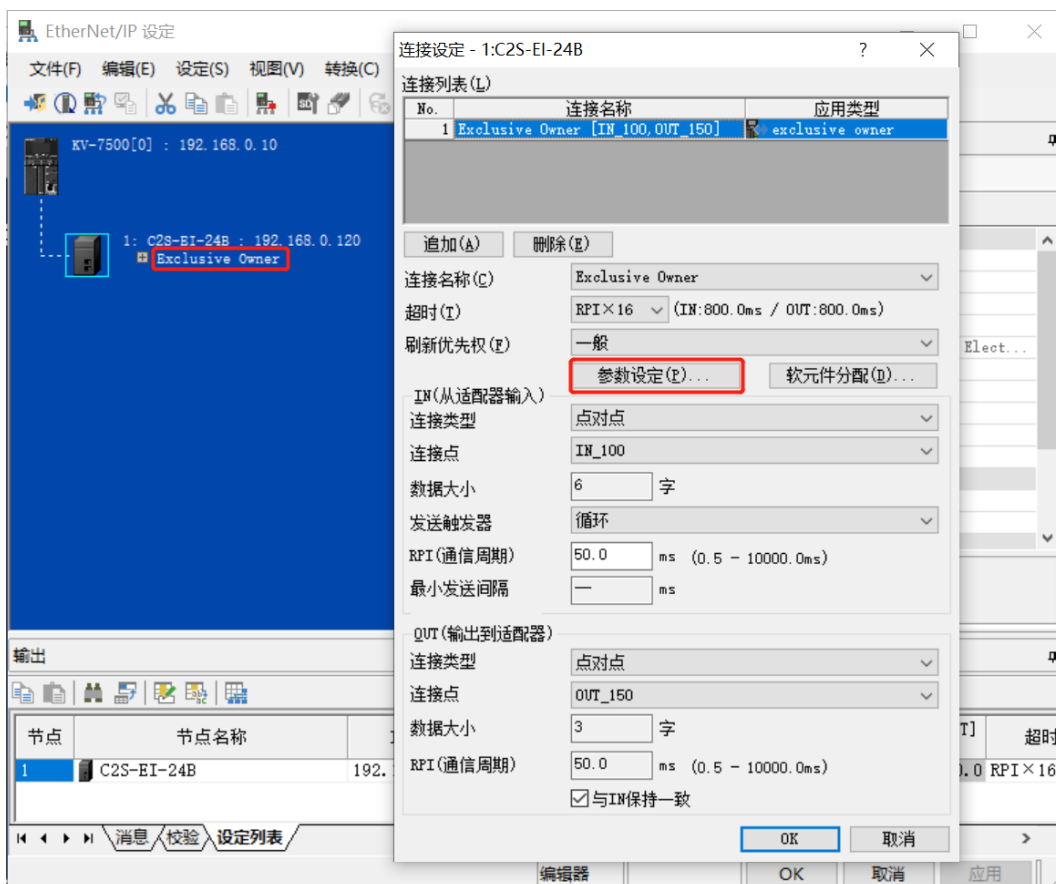 EtherNet/IP 设定
文件(F) 编辑(E) 设定(S) 视图(V) 转换(C)
KV-7500[0] : 192.168.0.10
1: C2S-EI-24B : 192.168.0.120
Exclusive Owner
连接设定 - 1:C2S-EI-24B ?
连接列表(L)
No. 连接名称 应用类型
1 Exclusive Owner [IN_100,OUT_150] exclusive owner
追加(A) 删除(E)
连接名称(C) Exclusive Owner
超时(T) RPI×16 (IN:800.0ms / OUT:800.0ms)
刷新优先权(F) 一般
参数设定(P)... 软元件分配(D)...
IN(从适配器输入)
连接类型 点对点
连接点 IN_100
数据大小 6 字
发送触发器 循环
RPI(通信周期) 50.0 ms (0.5 - 10000.0ms)
最小发送间隔 — ms
OUT(输出到适配器)
连接类型 点对点
连接点 OUT_150
数据大小 3 字
RPI(通信周期) 50.0 ms (0.5 - 10000.0ms)
与IN保持一致
OK 取消
Elect...
输出
节点 节点名称 T] 超时
1 C2S-EI-24B 192. .0 RPI×16
消息 校验 设定列表
编辑器 OK 取消 应用